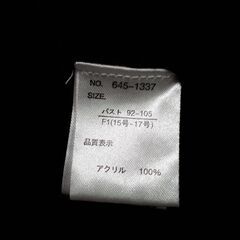 NO. 645-1337
SIZE.
バスト 92-105
F1(15号-17号)
品質表示
アクリル 100%